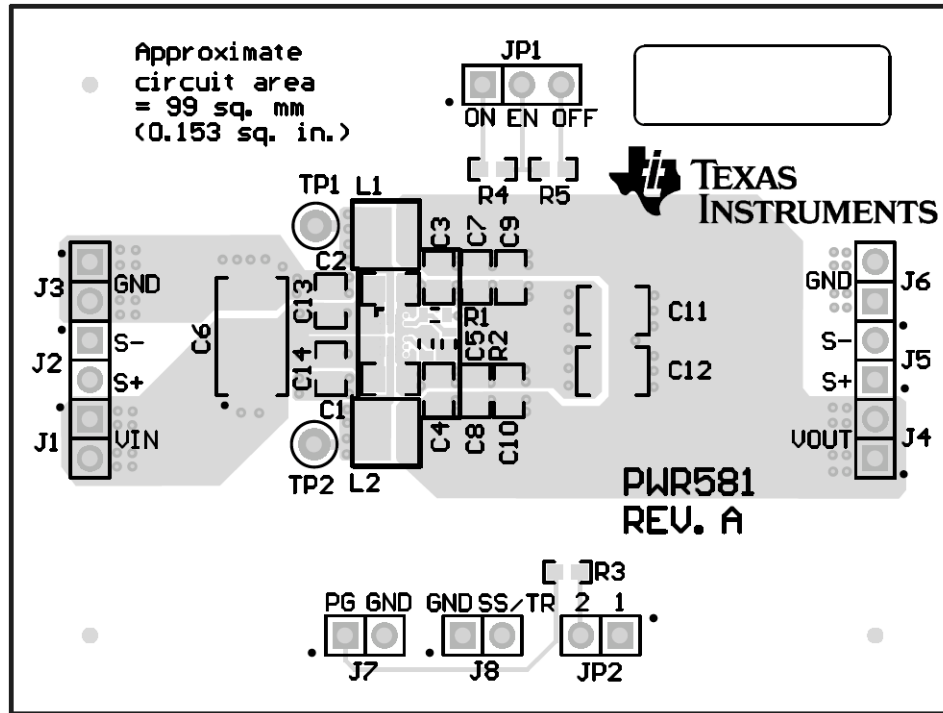 Approximate
circuit area
= 99 sq. mm
(0.153 sq. in.)
JP1
ON EN OFF
R4
R5
TEXAS
INSTRUMENTS
TP1
L1
C3
C7
C9
C2
J3
GND
C6
C13
R1
C11
GND
J6
J2
S-
S+
C14
C5
R2
C12
S-
S+
J5
J1
VIN
C1
C4
C8
C10
VOUT
J4
TP2
L2
PWR581
REV. A
R3
PG GND
GND SS/TR
2 1
J7
J8
JP2